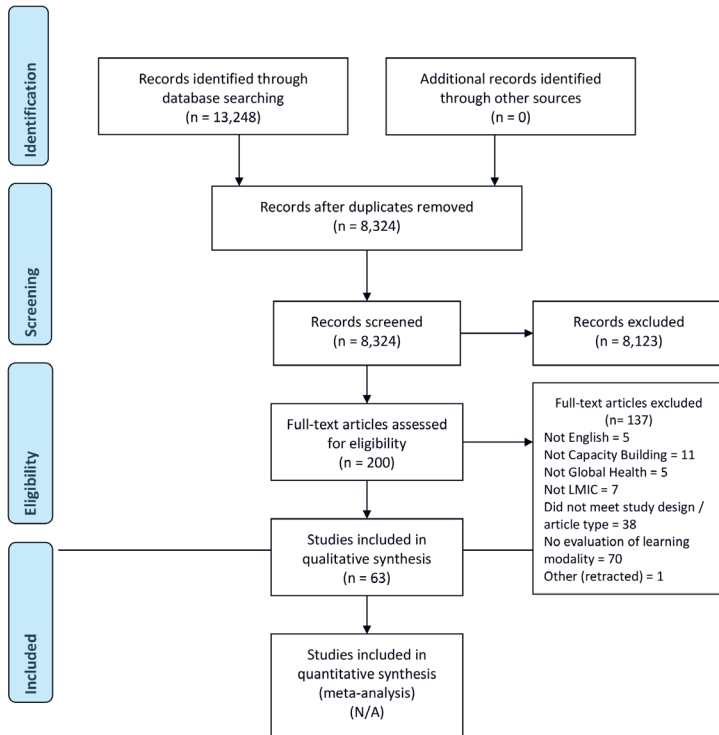 Identification
Records identified through
database searching
(n = 13,248)
Additional records identified
through other sources
(n = 0)
Screening
Records after duplicates removed
(n = 8,324)
Records screened
(n = 8,324)
Records excluded
(n = 8,123)
Eligibility
Full-text articles assessed
for eligibility
(n = 200)
Full-text articles excluded
(n= 137)
Not English = 5
Not Capacity Building = 11
Not Global Health = 5
Not LMIC = 7
Did not meet study design /
article type = 38
No evaluation of learning
modality = 70
Other (retracted) = 1
Included
Studies included in
qualitative synthesis
(n = 63)
Studies included in
quantitative synthesis
(meta-analysis)
(N/A)